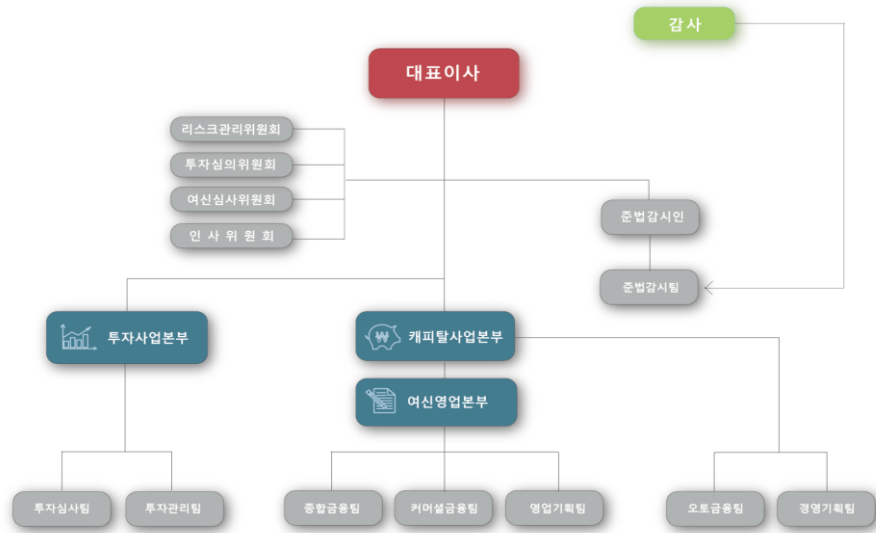 감사
대표이사
리스크관리위원회
투자심의위원회
여신심사위원회
인 사 위 원 회
준법감시인
준법감시팀
투자사업본부
캐피탈사업본부
여신영업본부
투자심사팀
투자관리팀
종합금융팀
커머셜금융팀
영업기획팀
오토금융팀
경영기획팀